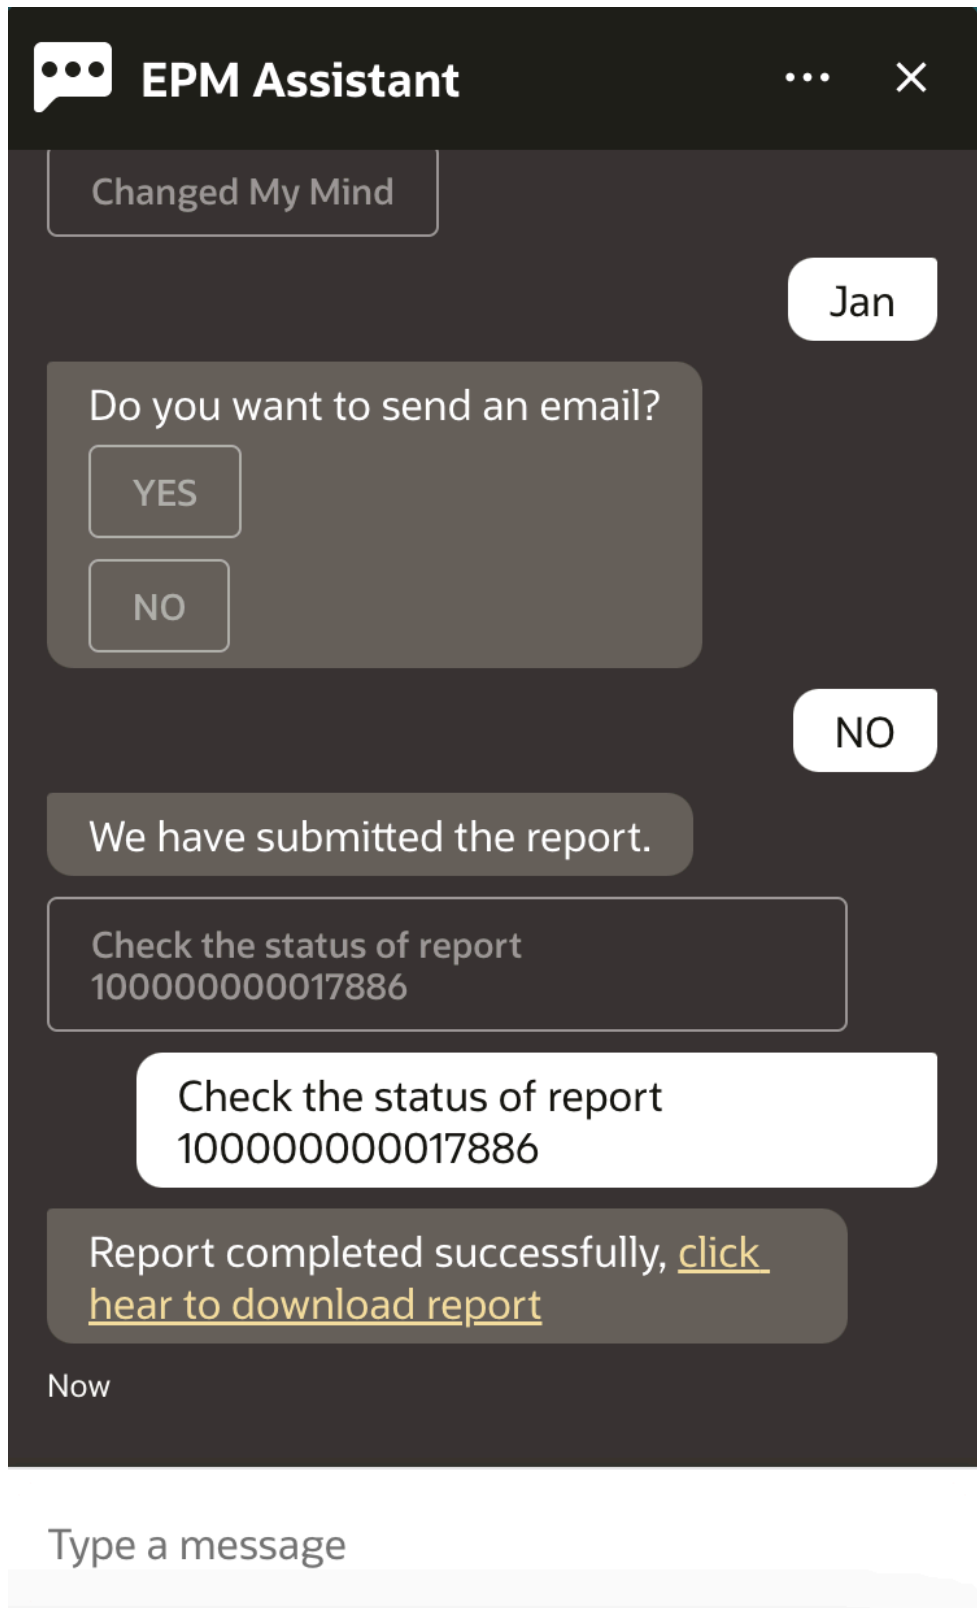 EPM Assistant
Changed My Mind
Jan
Do you want to send an email?
YES
NO
NO
We have submitted the report.
Check the status of report
100000000017886
Check the status of report
100000000017886
Report completed successfully, click
hear to download report
Now
Type a message